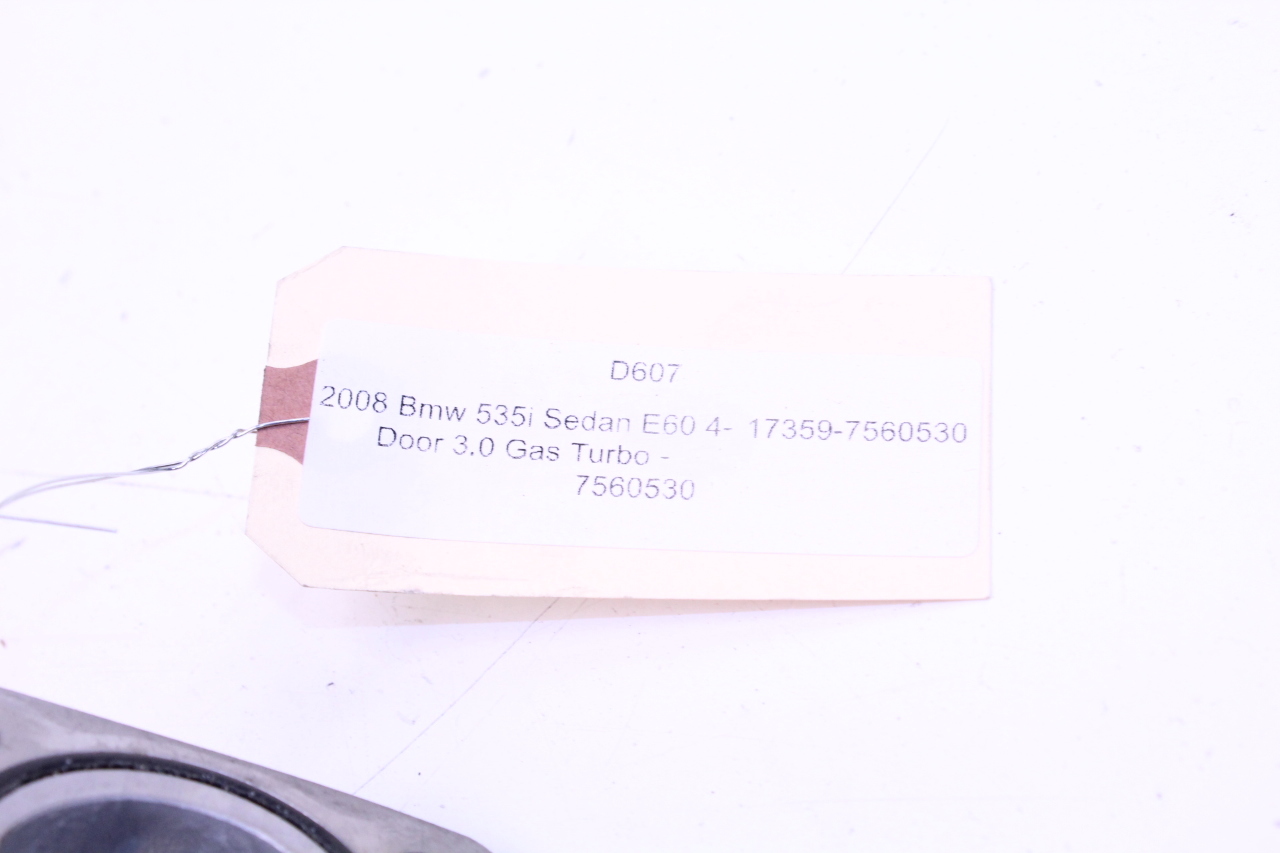 D607
2008 Bmw 535i Sedan E60 4- 17359-7560530
Door 3.0 Gas Turbo -
7560530